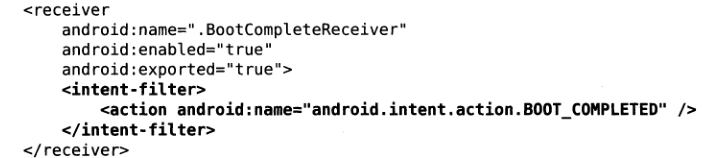 <receiver
    android:name=".BootCompleteReceiver"
    android:enabled="true"
    android:exported="true">
    <intent-filter>
        <action android:name="android.intent.action.BOOT_COMPLETED" />
    </intent-filter>
</receiver>